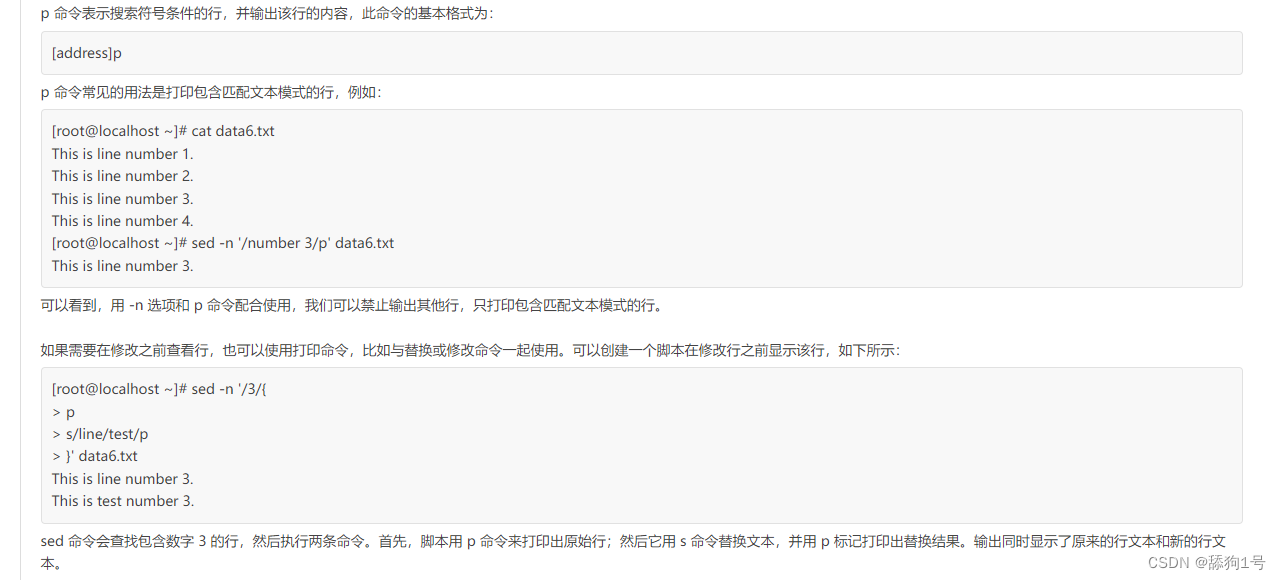 p 命令表示搜索符号条件的行，并输出该行的内容，此命令的基本格式为：
[address]p
p 命令常见的用法是打印包含匹配文本模式的行，例如：
[root@localhost ~]# cat data6.txt
This is line number 1.
This is line number 2.
This is line number 3.
This is line number 4.
[root@localhost ~]# sed -n '/number 3/p' data6.txt
This is line number 3.
可以看到，用 -n 选项和 p 命令配合使用，我们可以禁止输出其他行，只打印包含匹配文本模式的行。
如果需要在修改之前查看行，也可以使用打印命令，比如与替换或修改命令一起使用。可以创建一个脚本在修改行之前显示该行，如下所示：
[root@localhost ~]# sed -n '/3/{
> p
> s/line/test/p
> }' data6.txt
This is line number 3.
This is test number 3.
sed 命令会查找包含数字 3 的行，然后执行两条命令。首先，脚本用 p 命令来打印出原始行；然后它用 s 命令替换文本，并用 p 标记打印出替换结果。输出同时显示了原来的行文本和新的行文
本。
CSDN @舔狗1号